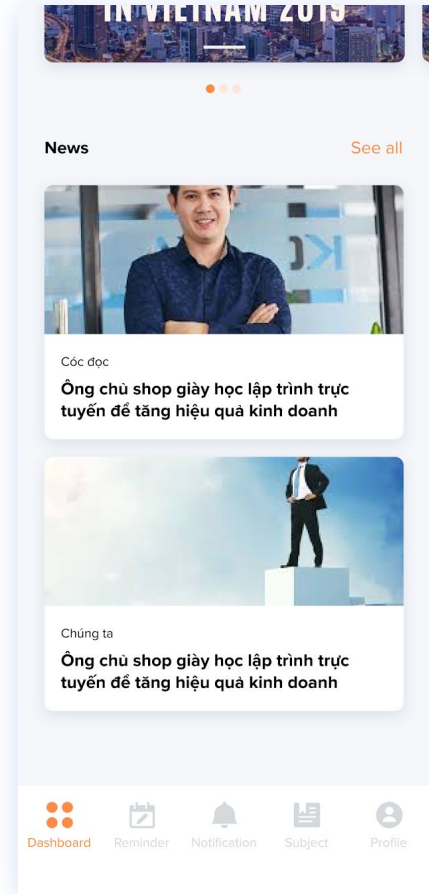 IN VIETNAM 2019
News
See all
Cóc đọc
Ông chủ shop giày học lập trình trực
tuyến để tăng hiệu quả kinh doanh
Chúng ta
Ông chủ shop giày học lập trình trực
tuyến để tăng hiệu quả kinh doanh
Dashboard
Reminder
Notification
Subject
Profile